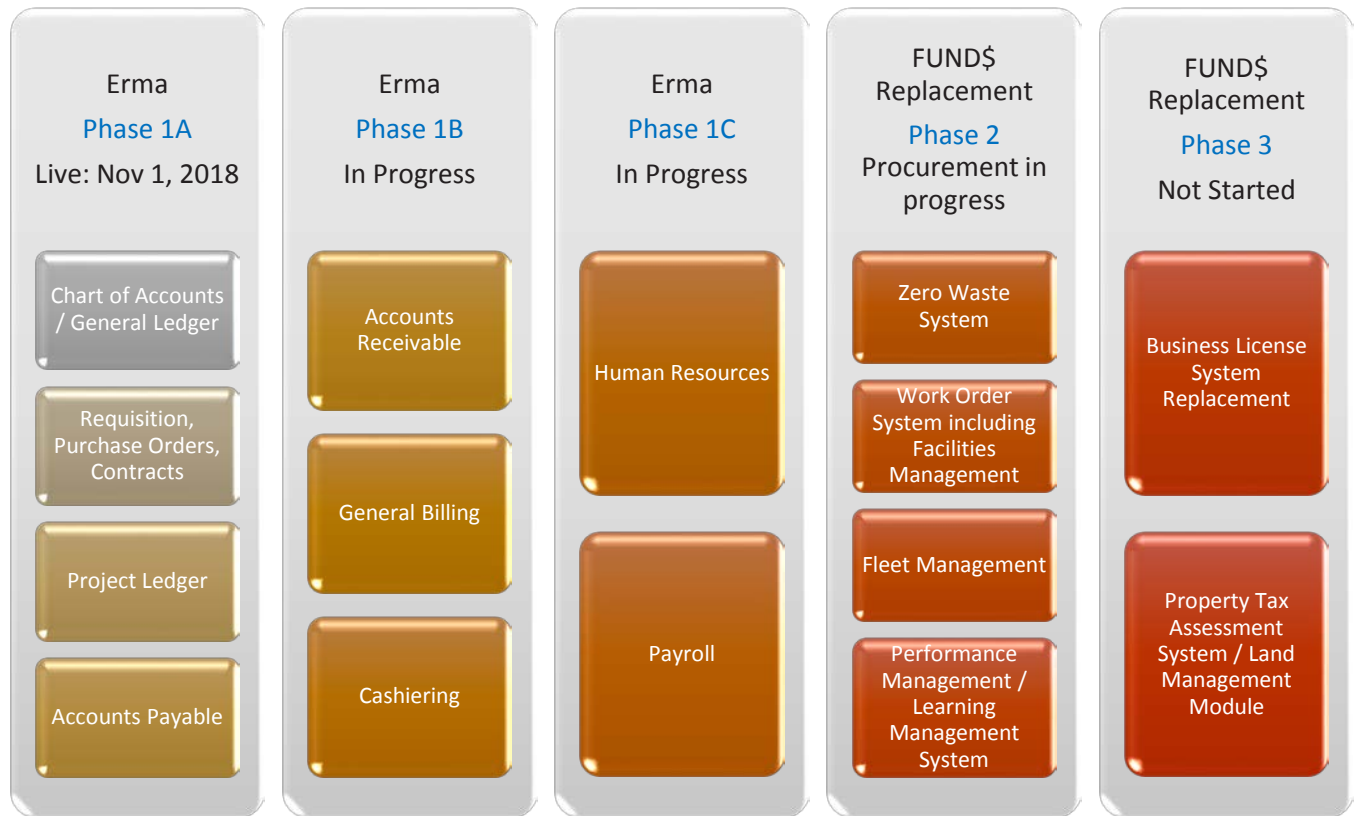 Erma
Phase 1A
Live: Nov 1, 2018
Chart of Accounts
/ General Ledger
Requisition,
Purchase Orders,
Contracts
Project Ledger
Accounts Payable
Erma
Phase 1B
In Progress
Accounts
Receivable
General Billing
Cashiering
Erma
Phase 1C
In Progress
Human Resources
Payroll
FUND$
Replacement
Phase 2
Procurement in
progress
Zero Waste
System
Work Order
System including
Facilities
Management
Fleet Management
Performance
Management /
Learning
Management
System
FUND$
Replacement
Phase 3
Not Started
Business License
System
Replacement
Property Tax
Assessment
System / Land
Management
Module